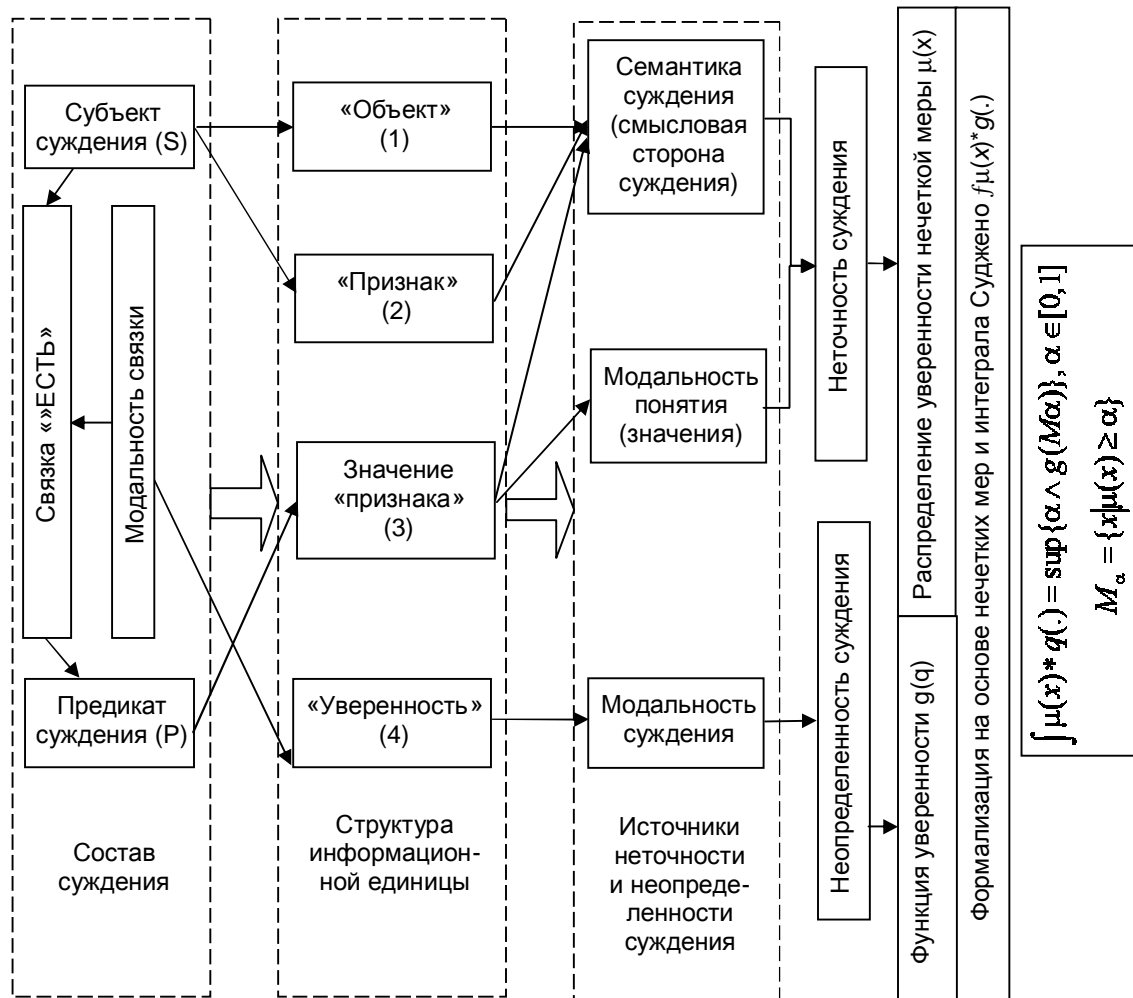 Субъект
суждения (S)
Связка «»ЕСТЬ»
Модальность связки
Предикат
суждения (P)
Состав
суждения
«Объект»
(1)
«Признак»
(2)
Значение
«признака»
(3)
«Уверенность»
(4)
Структура
информацион-
ной единицы
Семантика
суждения
(смысловая
сторона
суждения)
Модальность
понятия
(значения)
Модальность
суждения
Источники
неточности
и неопреде-
ленности
суждения
Неточность суждения
Неопределенность суждения
Распределение уверенности нечеткой меры μ(x)
Функция уверенности g(q)
Формализация на основе нечетких мер и интеграла Суджено fμ(x)*g(.)
∫μ(x)* q(.) = sup{α ∧ g(Mα)}, α ∈ [0,1]
Mα = {x|μ(x) ≥ α}